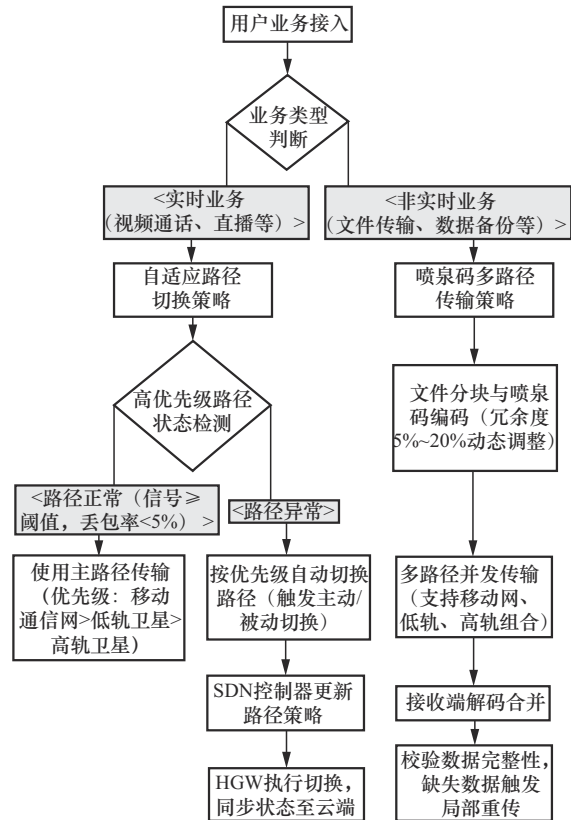 用户业务接入
业务类型
判断
<实时业务
（视频通话、直播等）>
<非实时业务
（文件传输、数据备份等）>
自适应路径
切换策略
喷泉码多路径
传输策略
高优先级路径
状态检测
文件分块与喷泉
码编码（冗余度
5%~20%动态调整）
<路径正常（信号≥
阈值，丢包率<5%）>
<路径异常>
使用主路径传输
（优先级：移动
通信网>低轨卫星>
高轨卫星）
按优先级自动切换
路径（触发主动/
被动切换）
多路径并发传输
（支持移动网、
低轨、高轨组合）
SDN控制器更新
路径策略
接收端解码合并
HGW执行切换，
同步状态至云端
校验数据完整性，
缺失数据触发
局部重传